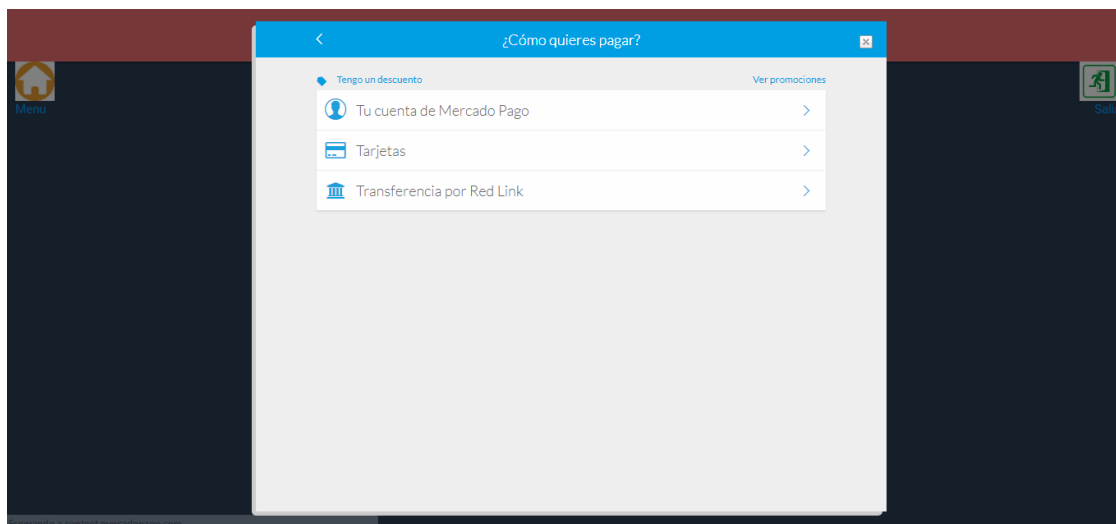 ¿Cómo quieres pagar?
Tengo un descuento
Ver promociones
Menu
Tu cuenta de Mercado Pago
Tarjetas
Transferencia por Red Link